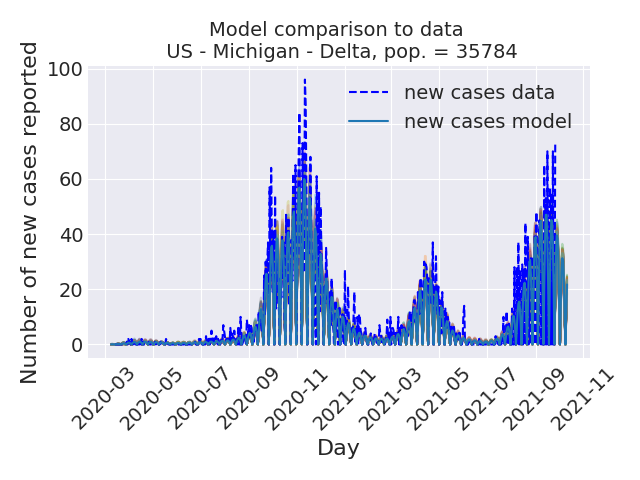 Model comparison to data
US - Michigan - Delta, pop. = 35784
Number of new cases reported
100
80
60
40
20
0
new cases data
new cases model
2020-03
2020-05
2020-07
2020-09
2020-11
2021-01
2021-03
2021-05
2021-07
2021-09
2021-11
Day